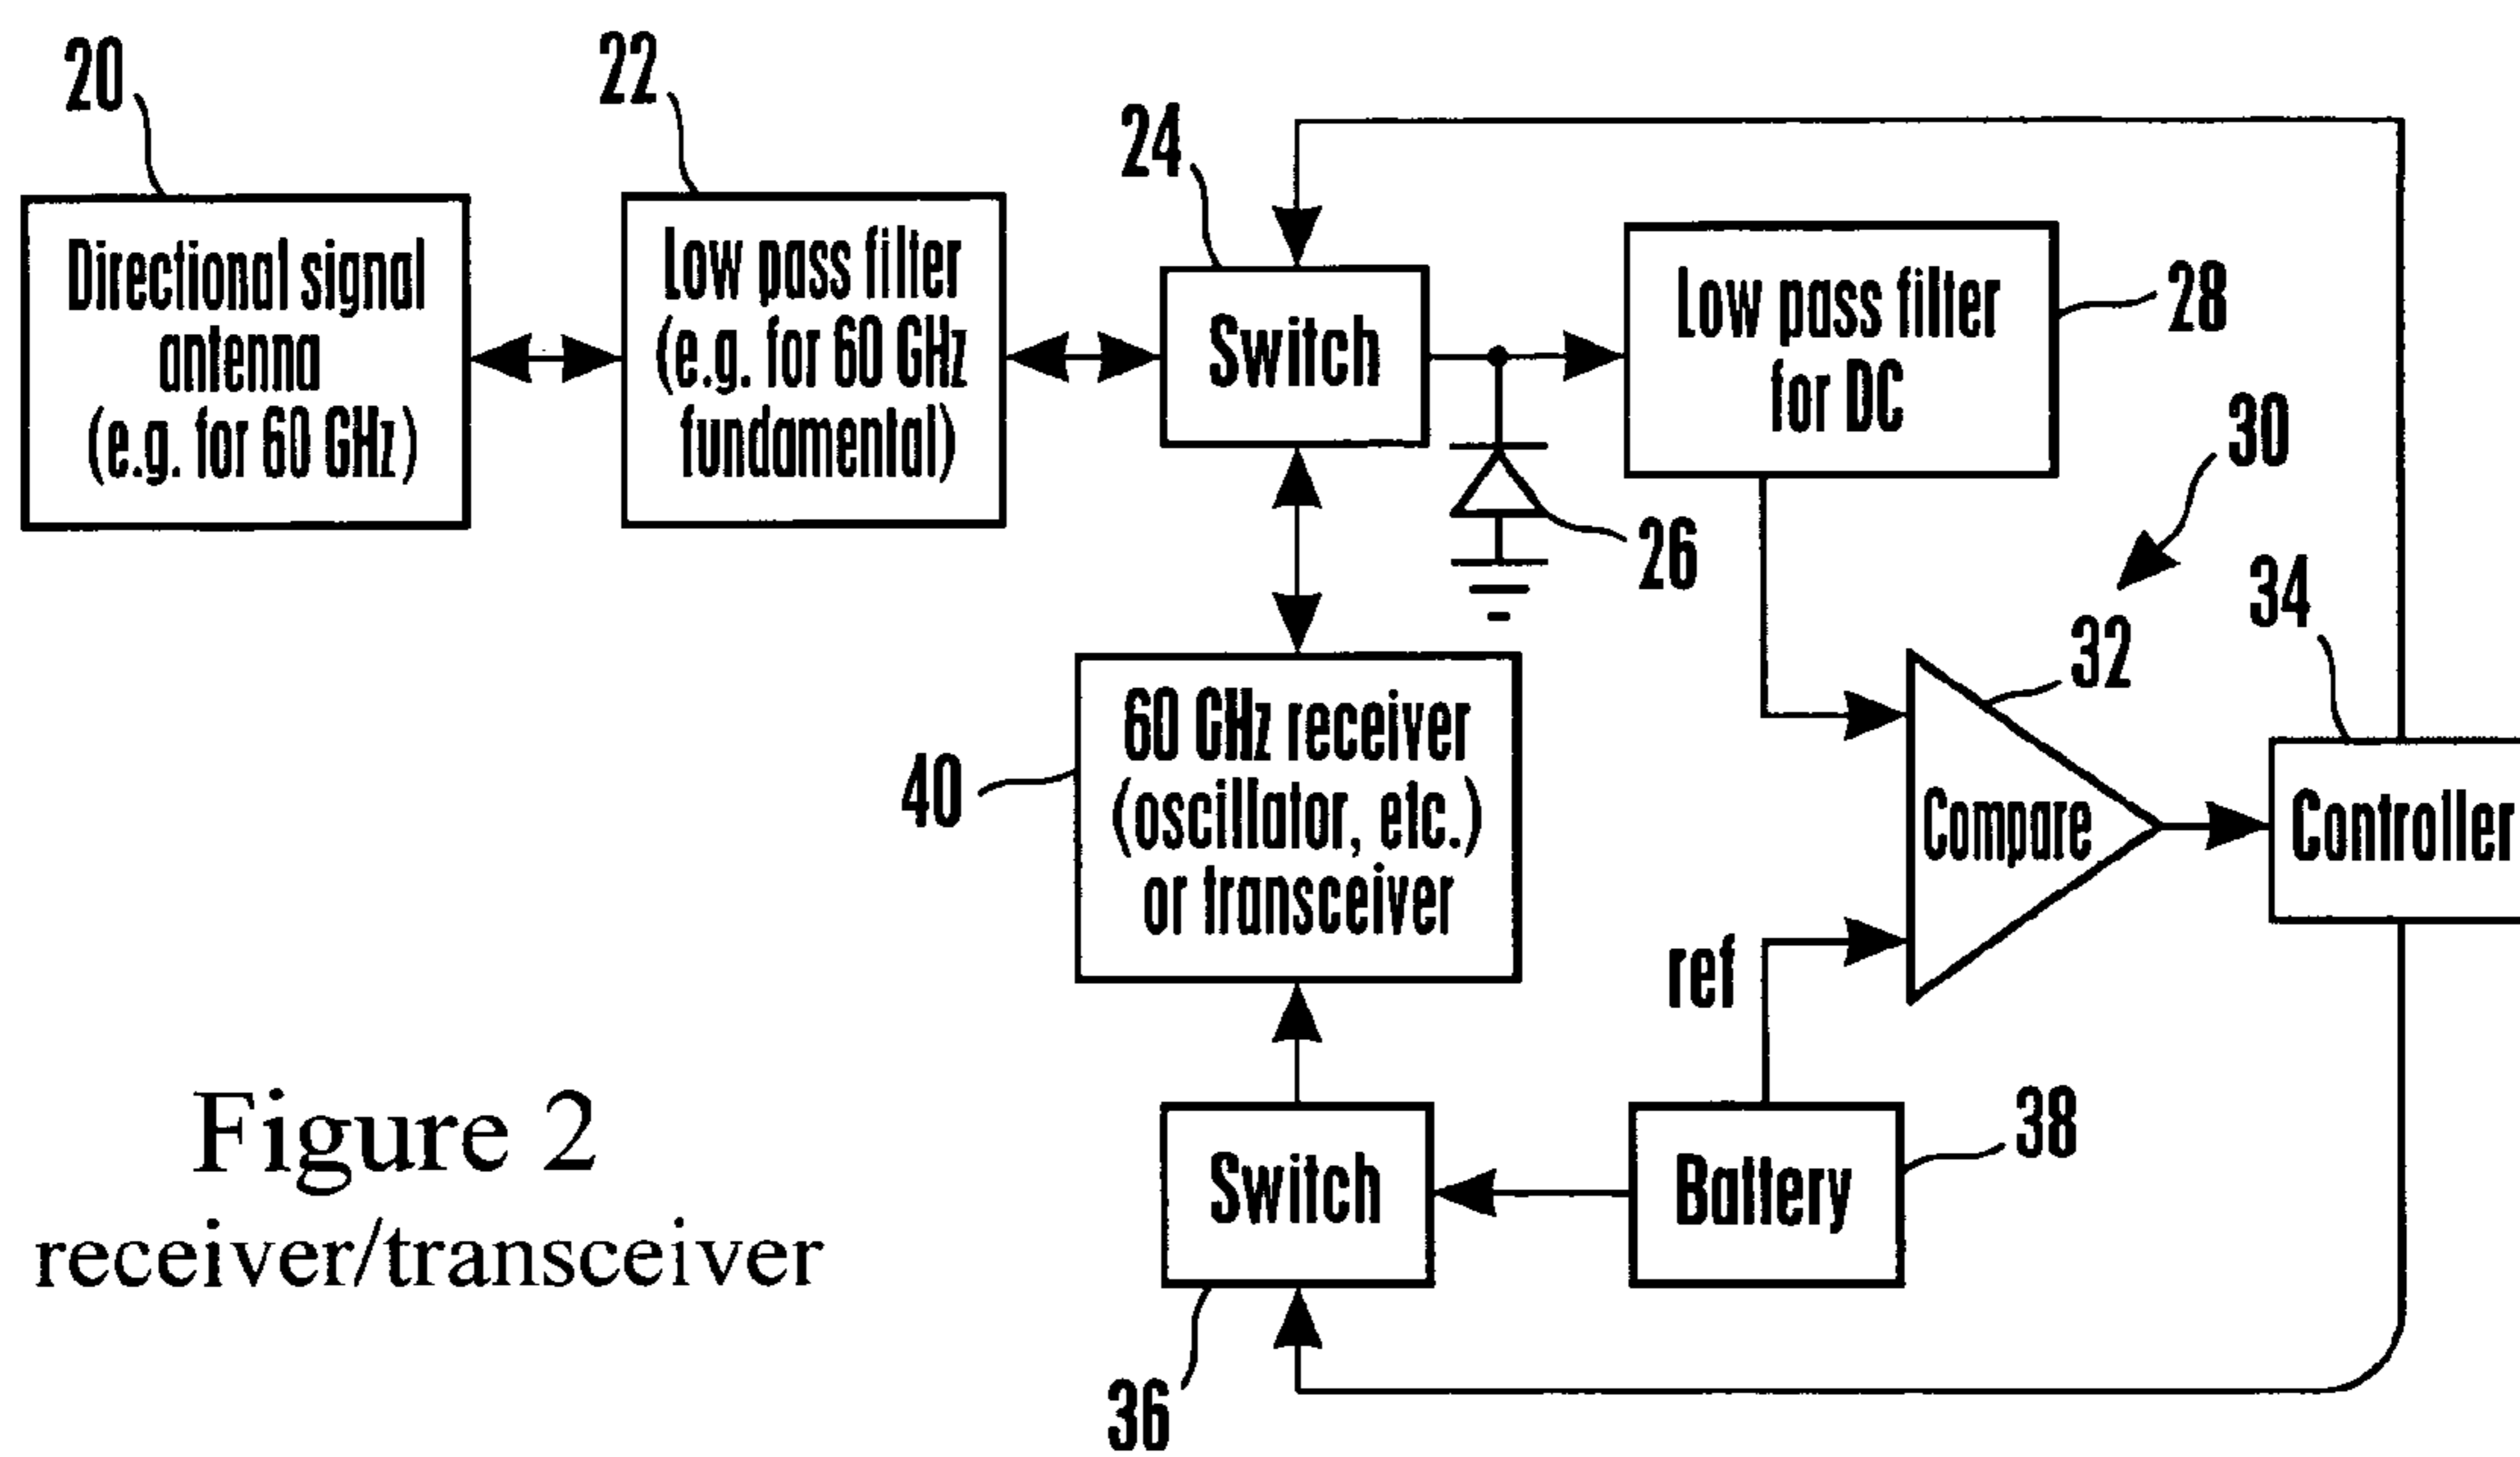 20
Directional signal
antenna
(e.g. for 60 GHz)
22
Low pass filter
(e.g. for 60 GHz
fundamental)
24
Switch
26
Low pass filter
for DC
28
30
32
Compare
34
Controller
40
60 GHz receiver
(oscillator, etc.)
or transceiver
ref
Switch
36
Battery
38
Figure 2
receiver/transceiver